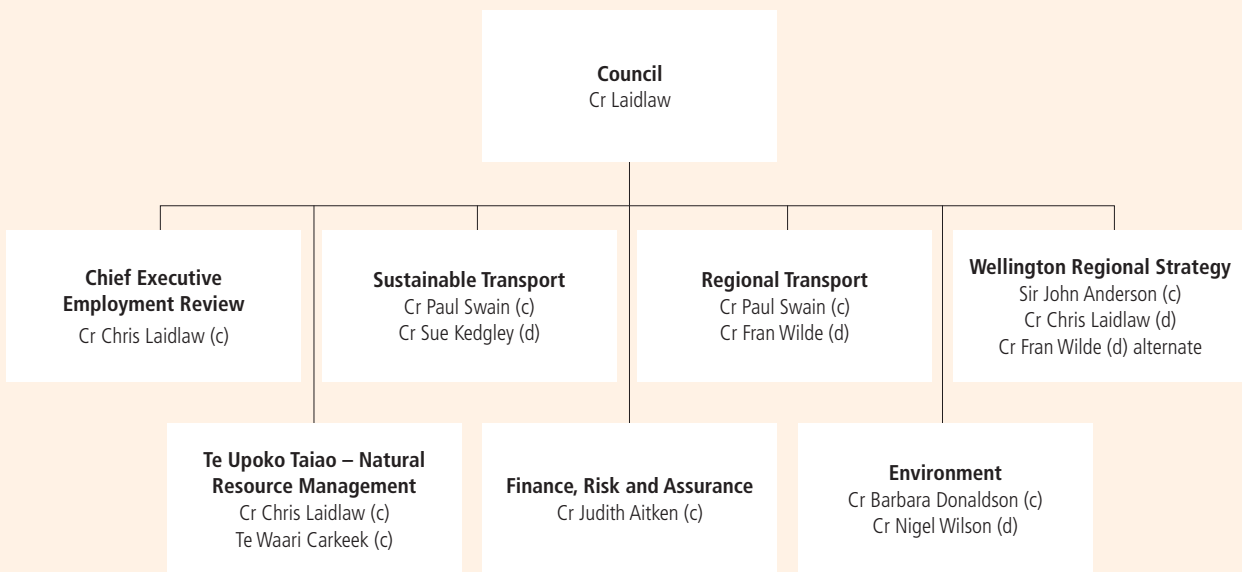 Council
Cr Laidlaw
Chief Executive
Employment Review
Cr Chris Laidlaw (c)
Sustainable Transport
Cr Paul Swain (c)
Cr Sue Kedgley (d)
Regional Transport
Cr Paul Swain (c)
Cr Fran Wilde (d)
Wellington Regional Strategy
Sir John Anderson (c)
Cr Chris Laidlaw (d)
Cr Fran Wilde (d) alternate
Te Upoko Taiao – Natural
Resource Management
Cr Chris Laidlaw (c)
Te Waari Carkeek (c)
Finance, Risk and Assurance
Cr Judith Aitken (c)
Environment
Cr Barbara Donaldson (c)
Cr Nigel Wilson (d)